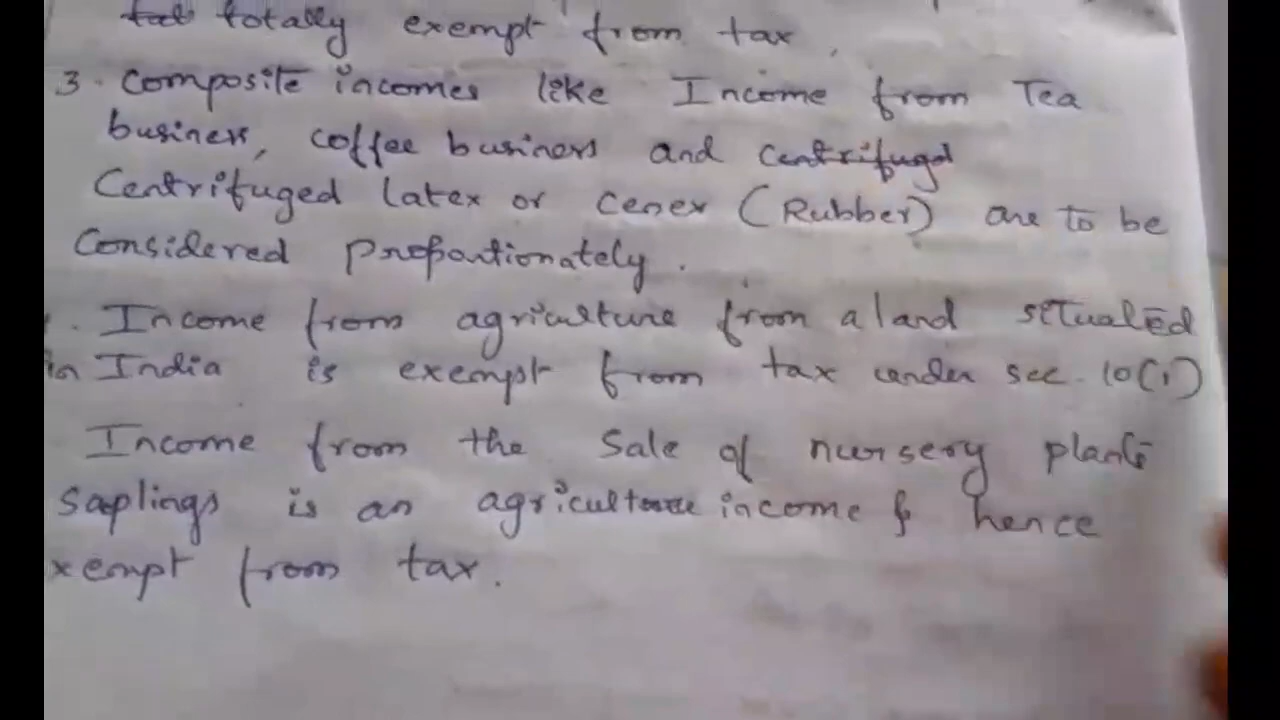 totally exempt from tax.
3. Composite incomes like Income from Tea
business, coffee business and centrifugal
Centrifuged latex or cenex (Rubber) are to be
Considered proportionately.
. Income from agriculture from a land situated
in India is exempt from tax under sec. 10(1)
Income from the Sale of nursery plants
Saplings is an agriculture income & hence
xempt from tax.